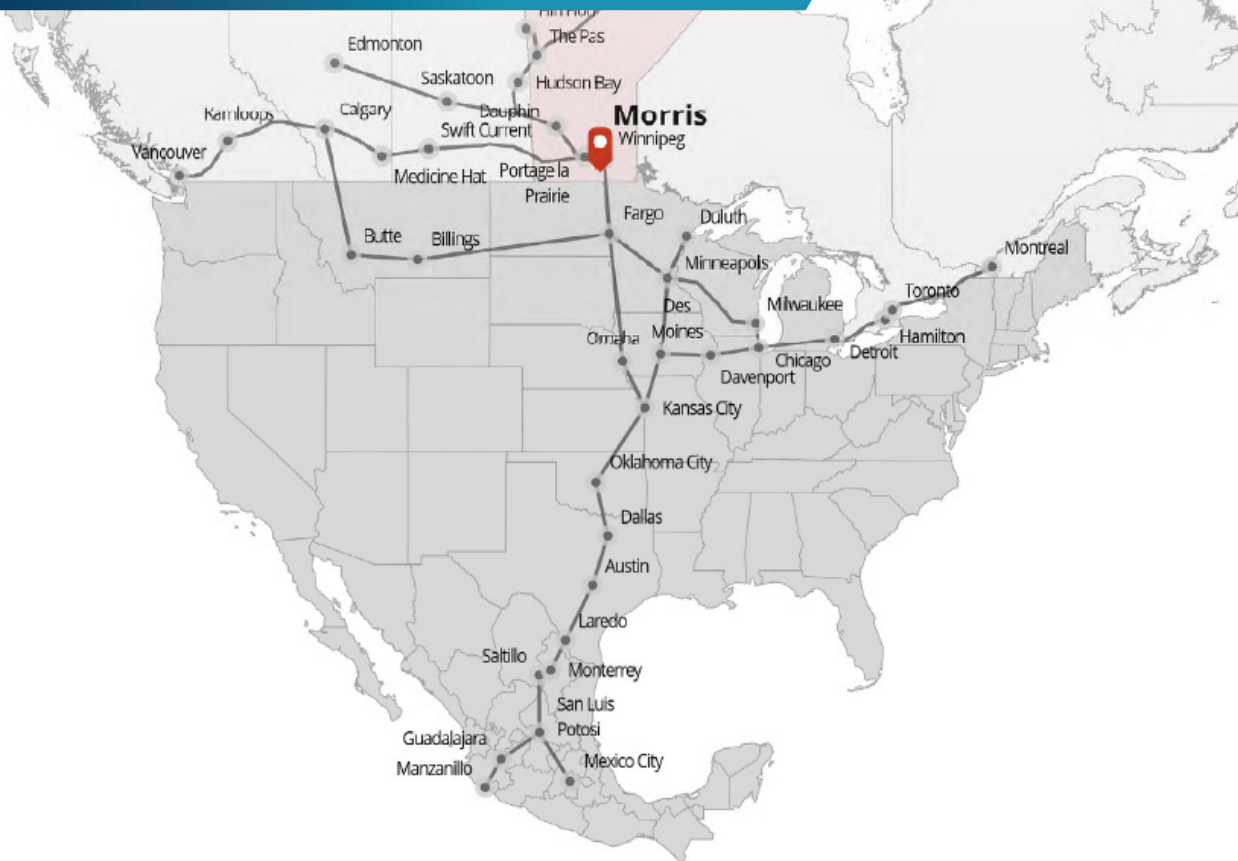 The Pas
Edmonton
Saskatoon
Hudson Bay
Kamloops
Calgary
Dauphin
Morris
Swift Current
Winnipeg
Vancouver
Medicine Hat
Portage la
Prairie
Fargo
Duluth
Butte
Billings
Montreal
Minneapolis
Milwaukee
Toronto
Des
Moines
Omaha
Hamilton
Chicago
Detroit
Davenport
Kansas City
Oklahoma City
Dallas
Austin
Laredo
Saltillo
Monterrey
San Luis
Potosi
Guadalajara
Mexico City
Manzanillo